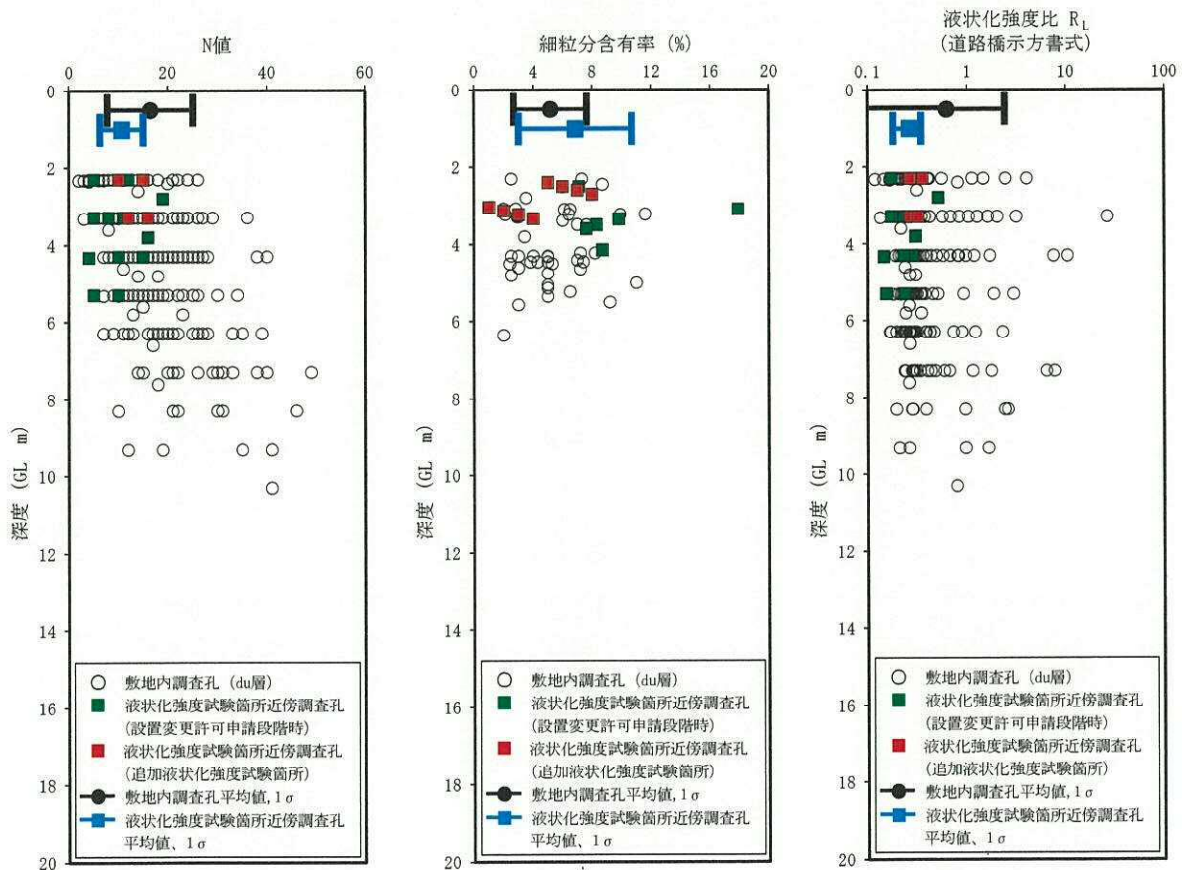 N値
0
20
40
60
0
2
4
6
8
10
12
14
16
18
20
深度 (GL m)
○ 敷地内調査孔 (du層)
液状化強度試験箇所近傍調査孔
(設置変更許可申請段階時)
液状化強度試験箇所近傍調査孔
(追加液状化強度試験箇所)
敷地内調査孔平均値, 1σ
液状化強度試験箇所近傍調査孔
平均値、1σ
細粒分含有率 (%)
0
4
8
12
16
20
0
2
4
6
8
10
12
14
16
18
20
深度 (GL m)
○ 敷地内調査孔 (du層)
液状化強度試験箇所近傍調査孔
(設置変更許可申請段階時)
液状化強度試験箇所近傍調査孔
(追加液状化強度試験箇所)
敷地内調査孔平均値, 1σ
液状化強度試験箇所近傍調査孔
平均値、1σ
液状化強度比 RL
(道路橋示方書式)
0.1
1
10
100
0
2
4
6
8
10
12
14
16
18
20
深度 (GL m)
○ 敷地内調査孔 (du層)
液状化強度試験箇所近傍調査孔
(設置変更許可申請段階時)
液状化強度試験箇所近傍調査孔
(追加液状化強度試験箇所)
敷地内調査孔平均値, 1σ
液状化強度試験箇所近傍調査孔
平均値、1σ